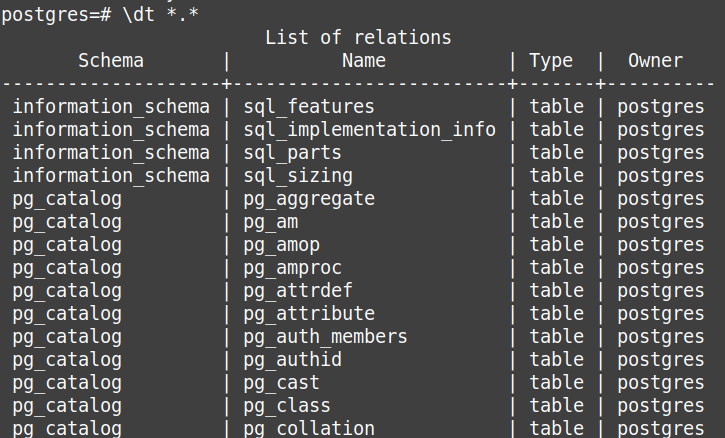 postgres=# \dt *.*
                        List of relations
       Schema       |          Name           | Type  |  Owner
--------------------+-------------------------+-------+----------
 information_schema | sql_features            | table | postgres
 information_schema | sql_implementation_info | table | postgres
 information_schema | sql_parts               | table | postgres
 information_schema | sql_sizing              | table | postgres
 pg_catalog         | pg_aggregate            | table | postgres
 pg_catalog         | pg_am                   | table | postgres
 pg_catalog         | pg_amop                 | table | postgres
 pg_catalog         | pg_amproc               | table | postgres
 pg_catalog         | pg_attrdef              | table | postgres
 pg_catalog         | pg_attribute            | table | postgres
 pg_catalog         | pg_auth_members         | table | postgres
 pg_catalog         | pg_authid               | table | postgres
 pg_catalog         | pg_cast                 | table | postgres
 pg_catalog         | pg_class                | table | postgres
 pg_catalog         | pg_collation            | table | postgres